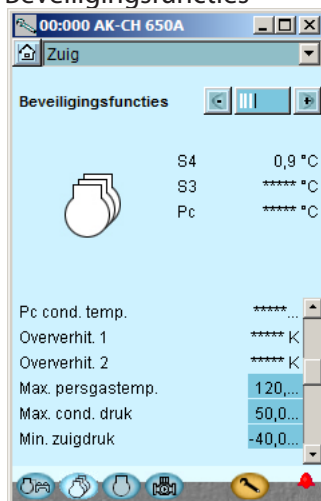 Beveiligingsfuncties
00:000 AK-CH 650A
Zuig
Beveiligingsfuncties
S4 0,9 °C
S3 ***** °C
Pc ***** °C
Pc cond. temp. *****...
Oververhit. 1 ***** K
Oververhit. 2 ***** K
Max. persgastemp. 120,...
Max. cond. druk 50,0...
Min. zuigdruk -40,0...